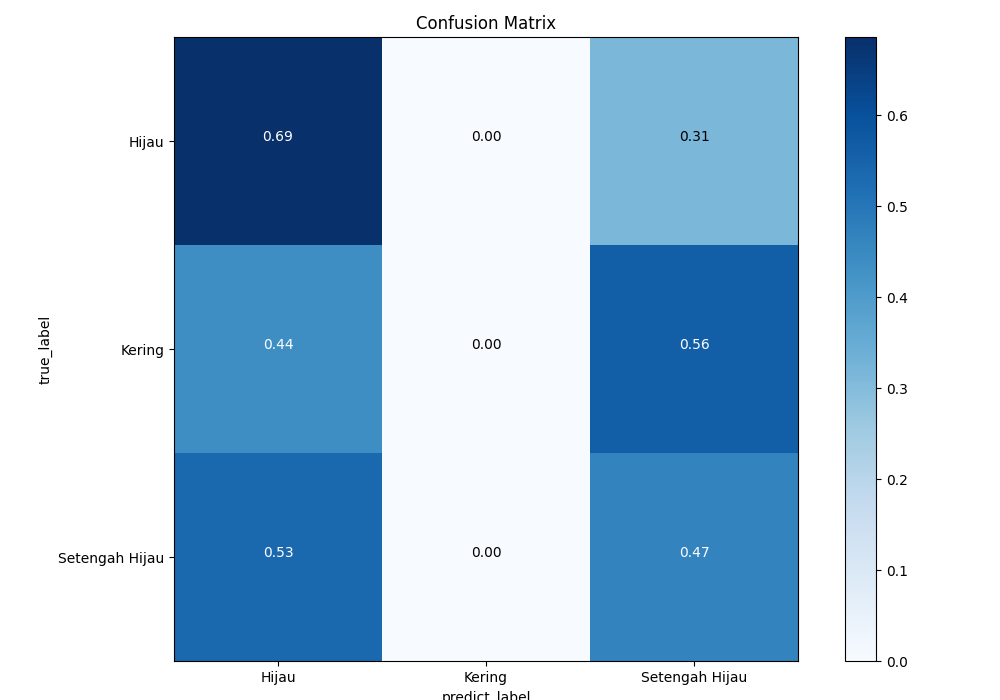 Confusion Matrix
Hijau
0.69
0.00
0.31
Kering
0.44
0.00
0.56
Setengah Hijau
0.53
0.00
0.47
true_label
Hijau
Kering
Setengah Hijau
predict_label
0.6
0.5
0.4
0.3
0.2
0.1
0.0